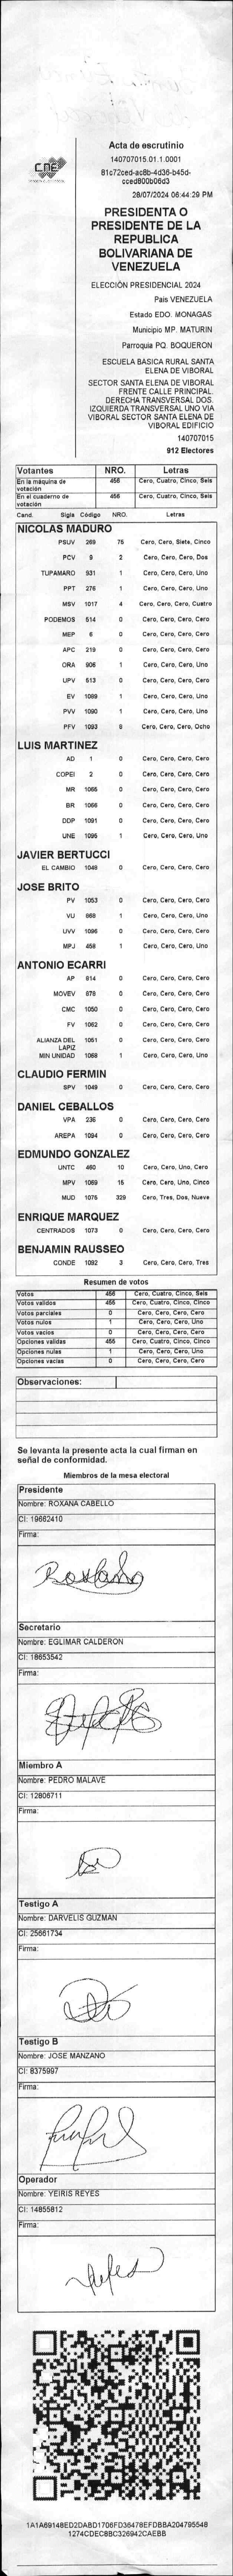 CNE
Acta de escrutinio
140707015.01.1.0001
81c72ced-ac8b-4d36-b45d-
cced800b06d3
28/07/2024 06:44:29 PM
PRESIDENTA O
PRESIDENTE DE LA
REPUBLICA
BOLIVARIANA DE
VENEZUELA
ELECCIÓN PRESIDENCIAL 2024
País VENEZUELA
Estado EDO. MONAGAS
Municipio MP. MATURIN
Parroquia PQ. BOQUERON
ESCUELA BASICA RURAL SANTA
ELENA DE VIBORAL
SECTOR SANTA ELENA DE VIBORAL
FRENTE CALLE PRINCIPAL.
DERECHA TRANSVERSAL DOS.
IZQUIERDA TRANSVERSAL UNO VIA
VIBORAL SECTOR SANTA ELENA DE
VIBORAL EDIFICIO
140707015
912 Electores
Votantes NRO. Letras
En la máquina de votación 456 Cero, Cuatro, Cinco, Seis
En el cuaderno de votación 456 Cero, Cuatro, Cinco, Seis
Cand. Sigla Código NRO. Letras
NICOLAS MADURO
PSUV 269 75 Cero, Cero, Siete, Cinco
PCV 9 2 Cero, Cero, Cero, Dos
TUPAMARO 931 1 Cero, Cero, Cero, Uno
PPT 276 1 Cero, Cero, Cero, Uno
MSV 1017 4 Cero, Cero, Cero, Cuatro
PODEMOS 514 0 Cero, Cero, Cero, Cero
MEP 6 0 Cero, Cero, Cero, Cero
APC 219 0 Cero, Cero, Cero, Cero
ORA 906 1 Cero, Cero, Cero, Uno
UPV 513 0 Cero, Cero, Cero, Cero
EV 1089 1 Cero, Cero, Cero, Uno
PVV 1090 1 Cero, Cero, Cero, Uno
PFV 1093 8 Cero, Cero, Cero, Ocho
LUIS MARTINEZ
AD 1 0 Cero, Cero, Cero, Cero
COPEI 2 0 Cero, Cero, Cero, Cero
MR 1065 0 Cero, Cero, Cero, Cero
BR 1066 0 Cero, Cero, Cero, Cero
DDP 1091 0 Cero, Cero, Cero, Cero
UNE 1095 1 Cero, Cero, Cero, Uno
JAVIER BERTUCCI
EL CAMBIO 1048 0 Cero, Cero, Cero, Cero
JOSE BRITO
PV 1053 0 Cero, Cero, Cero, Cero
VU 868 1 Cero, Cero, Cero, Uno
UVV 1096 0 Cero, Cero, Cero, Cero
MPJ 458 1 Cero, Cero, Cero, Uno
ANTONIO ECARRI
AP 814 0 Cero, Cero, Cero, Cero
MOVEV 878 0 Cero, Cero, Cero, Cero
CMC 1050 0 Cero, Cero, Cero, Cero
FV 1062 0 Cero, Cero, Cero, Cero
ALIANZA DEL LAPIZ 1051 0 Cero, Cero, Cero, Cero
MIN UNIDAD 1068 1 Cero, Cero, Cero, Uno
CLAUDIO FERMIN
SPV 1049 0 Cero, Cero, Cero, Cero
DANIEL CEBALLOS
VPA 236 0 Cero, Cero, Cero, Cero
AREPA 1094 0 Cero, Cero, Cero, Cero
EDMUNDO GONZALEZ
UNTC 460 10 Cero, Cero, Uno, Cero
MPV 1069 15 Cero, Cero, Uno, Cinco
MUD 1075 329 Cero, Tres, Dos, Nueve
ENRIQUE MARQUEZ
CENTRADOS 1073 0 Cero, Cero, Cero, Cero
BENJAMIN RAUSSEO
CONDE 1092 3 Cero, Cero, Cero, Tres
Resumen de votos
Votos 456 Cero, Cuatro, Cinco, Seis
Votos validos 455 Cero, Cuatro, Cinco, Cinco
Votos parciales 0 Cero, Cero, Cero, Cero
Votos nulos 1 Cero, Cero, Cero, Uno
Votos vacíos 0 Cero, Cero, Cero, Cero
Opciones validas 455 Cero, Cuatro, Cinco, Cinco
Opciones nulas 1 Cero, Cero, Cero, Uno
Opciones vacías 0 Cero, Cero, Cero, Cero
Observaciones:
Se levanta la presente acta la cual firman en
señal de conformidad.
Miembros de la mesa electoral
Presidente
Nombre: ROXANA CABELLO
CI: 19662410
Firma:
Secretario
Nombre: EGLIMAR CALDERON
CI: 18653542
Firma:
Miembro A
Nombre: PEDRO MALAVE
CI: 12806711
Firma:
Testigo A
Nombre: DARVELIS GUZMAN
CI: 25661734
Firma:
Testigo B
Nombre: JOSE MANZANO
CI: 8375997
Firma:
Operador
Nombre: YEIRIS REYES
CI: 14855812
Firma:
1A1A69148ED2DABD1706FD36478EFDBBA204795548
1274CDEC8BC326942CAEBB